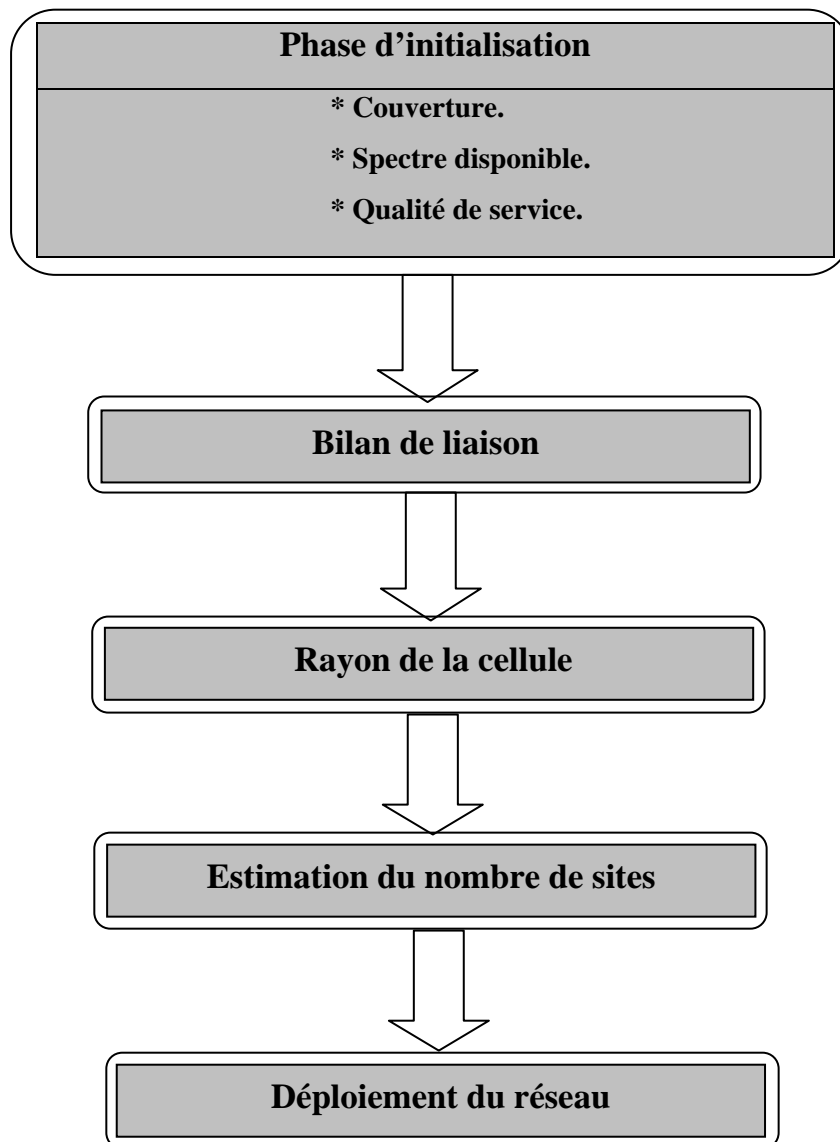 Phase d’initialisation
* Couverture.
* Spectre disponible.
* Qualité de service.
Bilan de liaison
Rayon de la cellule
Estimation du nombre de sites
Déploiement du réseau